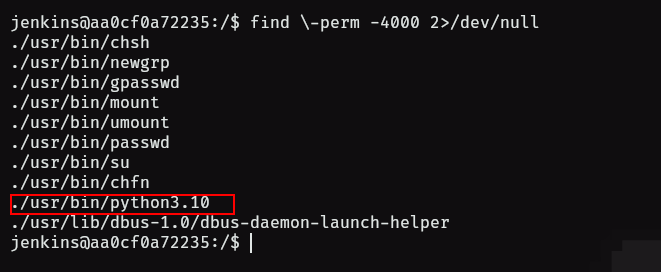 jenkins@aa0cf0a72235:/$ find \-perm -4000 2>/dev/null
./usr/bin/chsh
./usr/bin/newgrp
./usr/bin/gpasswd
./usr/bin/mount
./usr/bin/umount
./usr/bin/passwd
./usr/bin/su
./usr/bin/chfn
./usr/bin/python3.10
./usr/lib/dbus-1.0/dbus-daemon-launch-helper
jenkins@aa0cf0a72235:/$